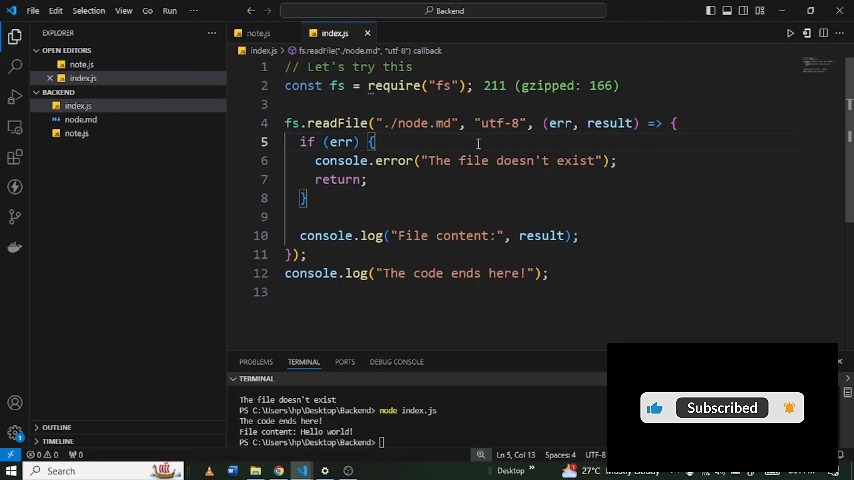 File Edit Selection View Go Run ...
Backend
EXPLORER ...
note.js index.js
OPEN EDITORS
index.js > fs.readFile("./node.md", "utf-8") callback
note.js
index.js
BACKEND
index.js
node.md
note.js
1 // Let's try this
2 const fs = require("fs"); 211 (gzipped: 166)
3
4 fs.readFile("./node.md", "utf-8", (err, result) => {
5 if (err) {
6 console.error("The file doesn't exist");
7 return;
8 }
9
10 console.log("File content:", result);
11 });
12 console.log("The code ends here!");
13
PROBLEMS TERMINAL PORTS DEBUG CONSOLE
TERMINAL
The file doesn't exist
PS C:\Users\hp\Desktop\Backend> node index.js
The code ends here!
File content: Hello world!
PS C:\Users\hp\Desktop\Backend>
Subscribed
OUTLINE
TIMELINE
1
0 0 0 Ln 5, Col 13 Spaces: 4 UTF-8
Search
Desktop 27°C Mostly cloudy